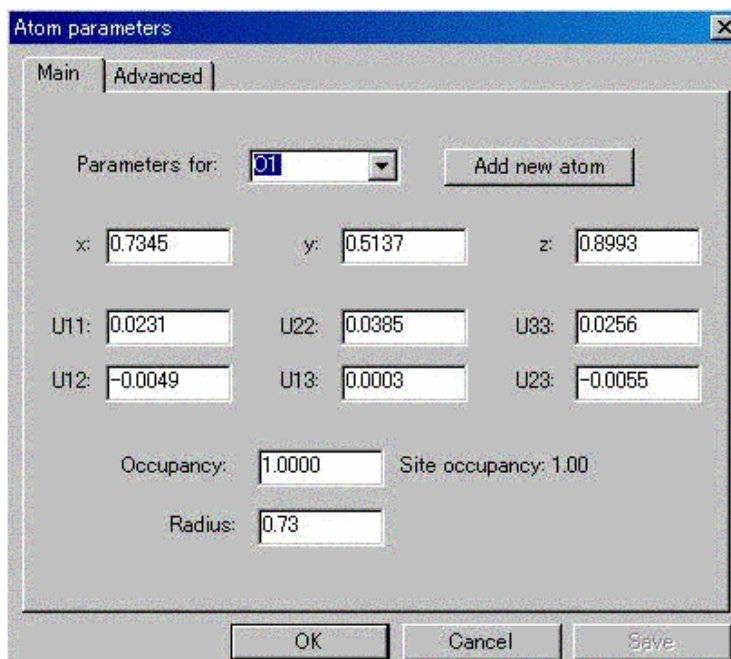 Atom parameters
Main Advanced
Parameters for: O1 Add new atom
x: 0.7345 y: 0.5137 z: 0.8993
U11: 0.0231 U22: 0.0385 U33: 0.0256
U12: -0.0049 U13: 0.0003 U23: -0.0055
Occupancy: 1.0000 Site occupancy: 1.00
Radius: 0.73
OK Cancel Save